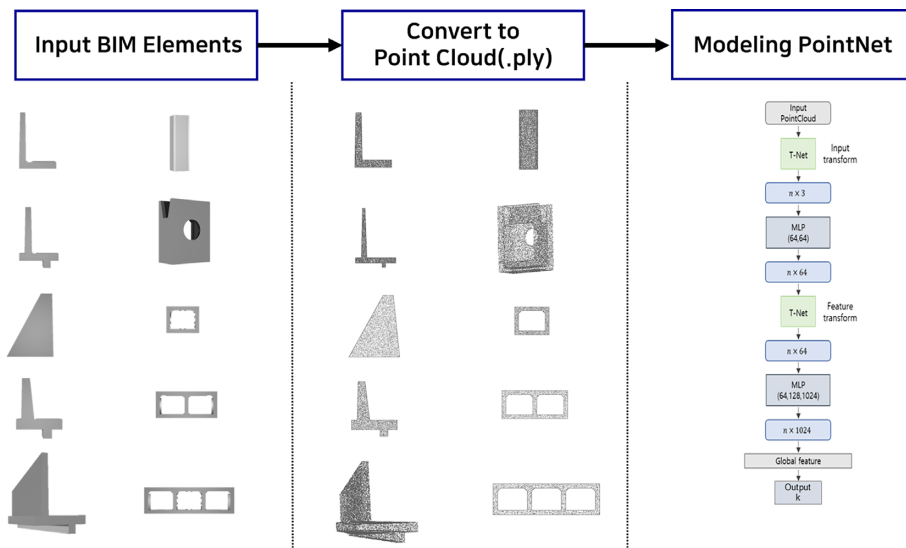 Input BIM Elements
Convert to
Point Cloud(.ply)
Modeling PointNet
Input
PointCloud
T-Net
Input
transform
n × 3
MLP
(64,64)
n × 64
T-Net
Feature
transform
n × 64
MLP
(64,128,1024)
n × 1024
Global feature
Output
k